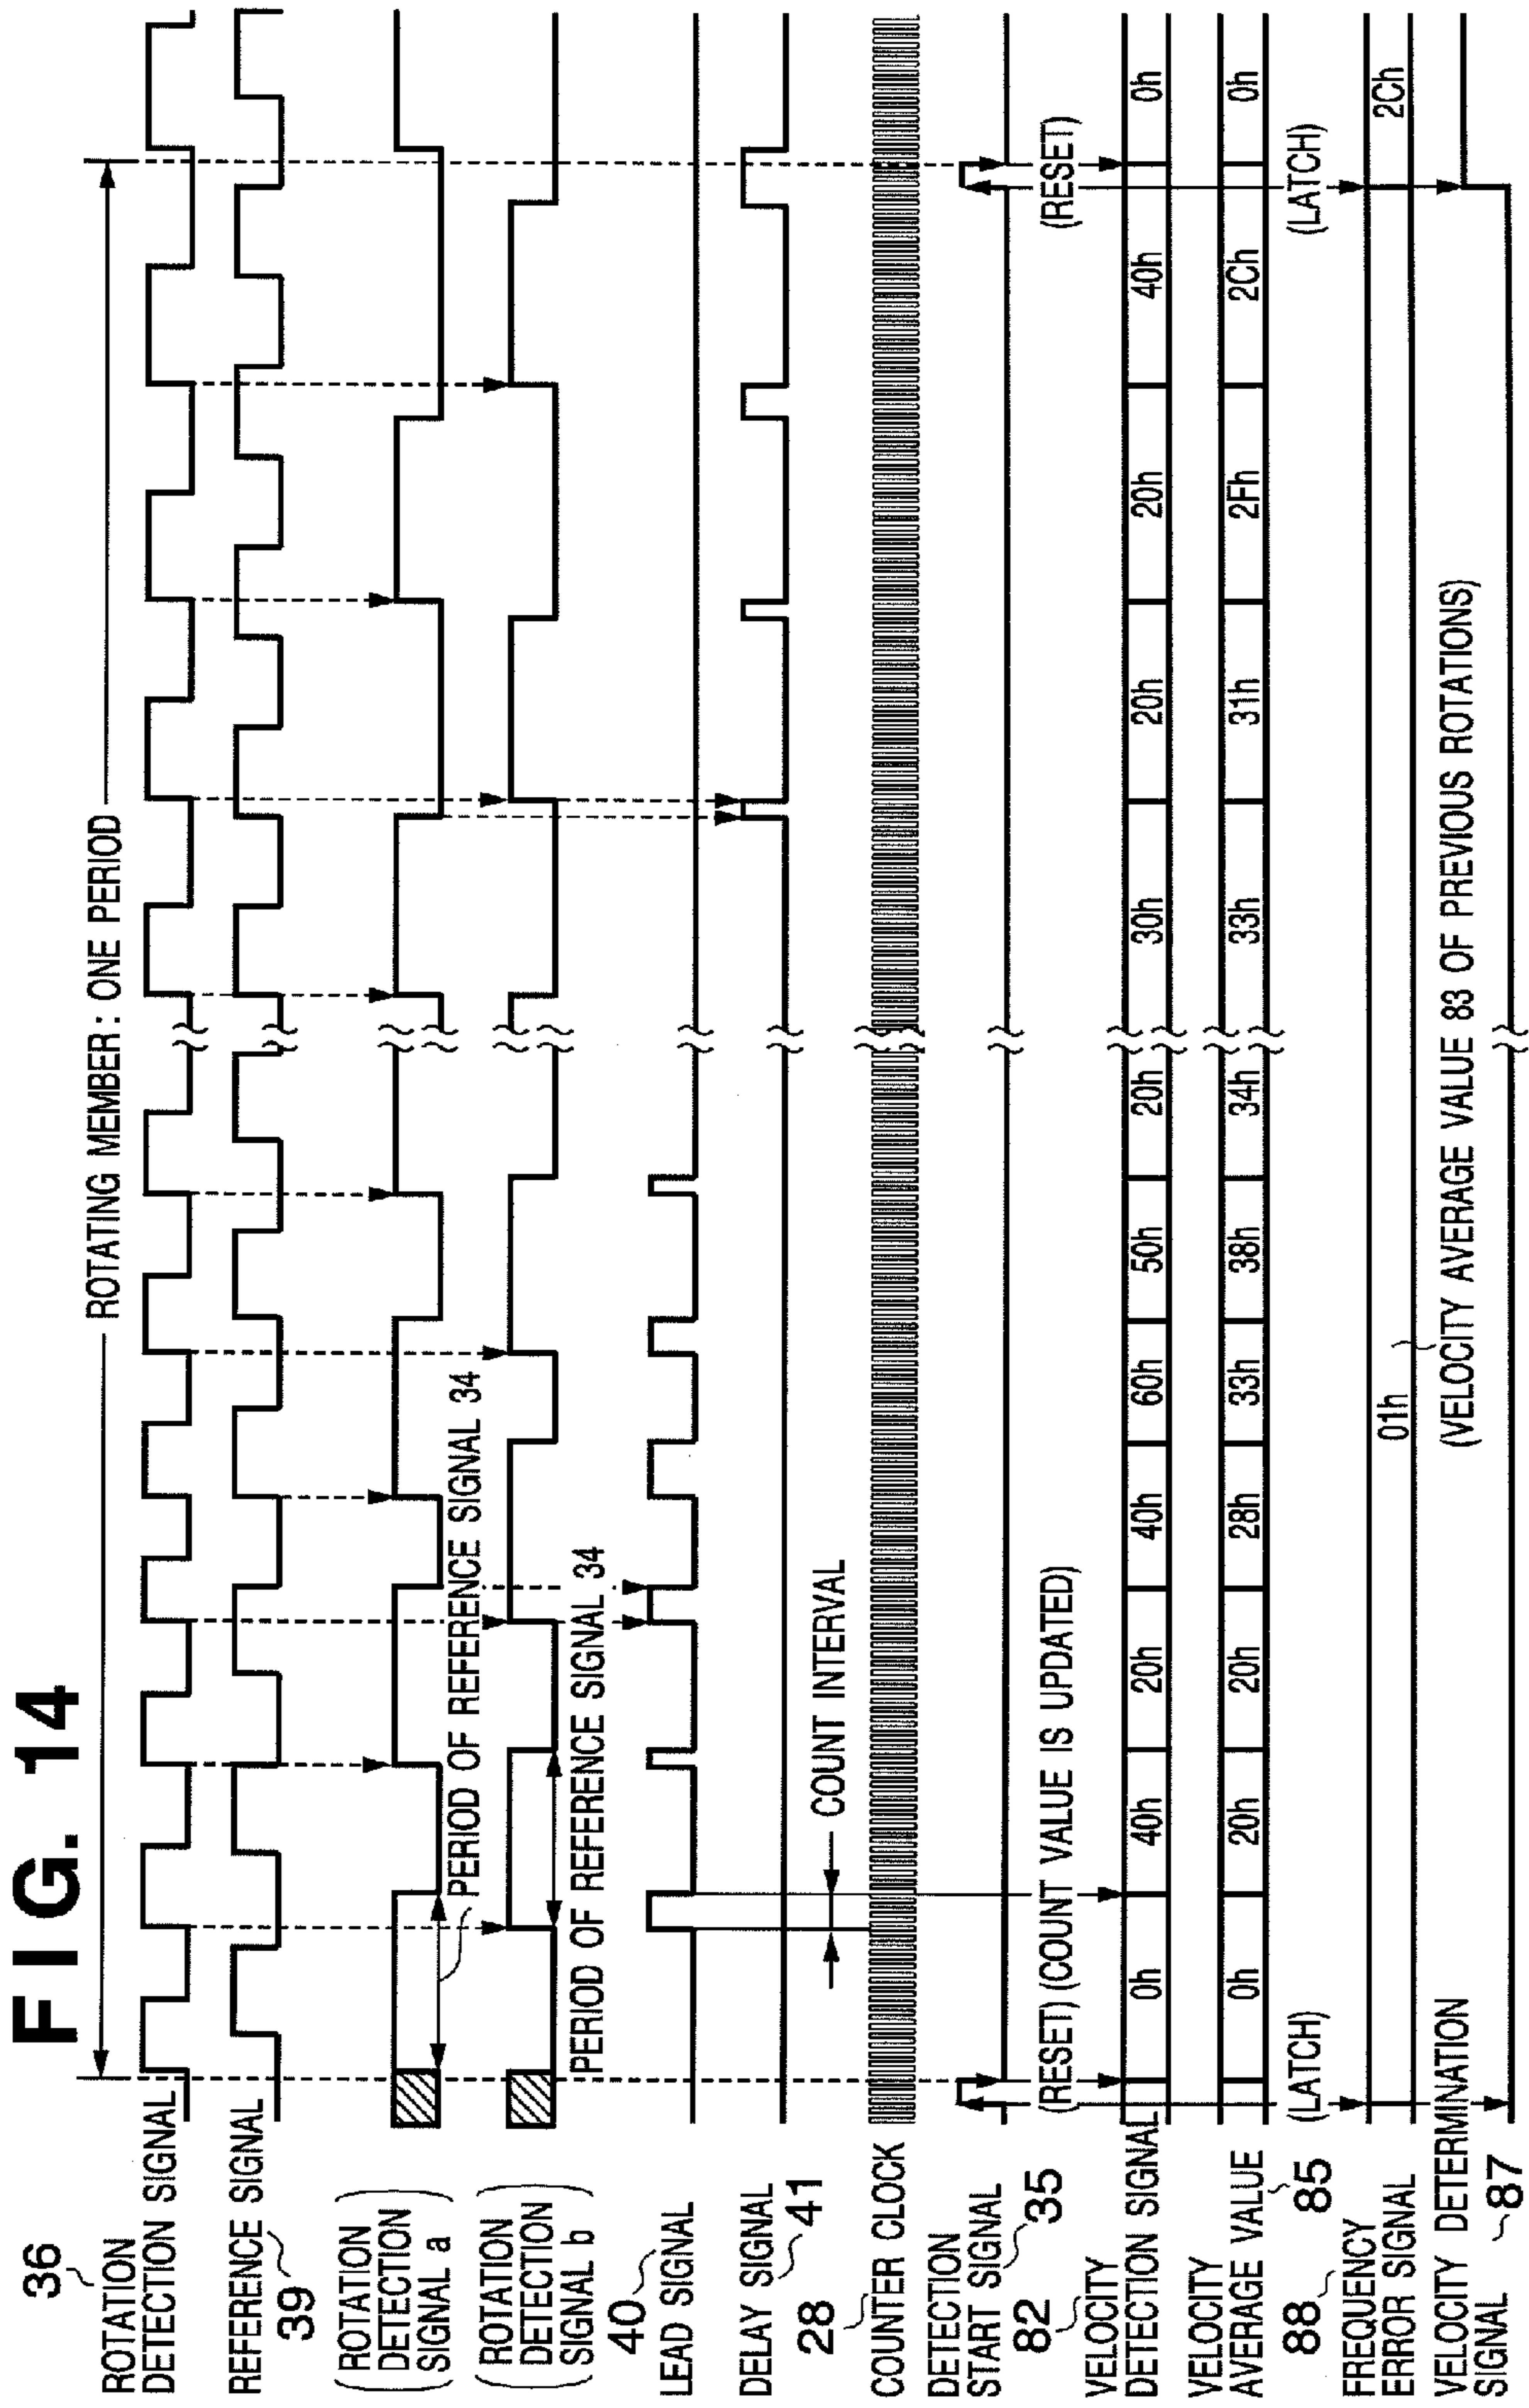 FIG. 14
ROTATING MEMBER: ONE PERIOD
36
ROTATION
DETECTION SIGNAL
REFERENCE SIGNAL
39
(ROTATION
DETECTION
SIGNAL a)
PERIOD OF REFERENCE SIGNAL 34
(ROTATION
DETECTION
SIGNAL b)
PERIOD OF REFERENCE SIGNAL 34
40
LEAD SIGNAL
DELAY SIGNAL
41
COUNT INTERVAL
28
COUNTER CLOCK
DETECTION
START SIGNAL
35
(RESET) (COUNT VALUE IS UPDATED) (RESET)
82
VELOCITY
DETECTION SIGNAL
0h 40h 20h 40h 60h 50h 20h 30h 20h 20h 40h 0h
VELOCITY
AVERAGE VALUE
85
0h 20h 20h 28h 33h 38h 34h 33h 31h 2Fh 2Ch 0h
(LATCH) (LATCH)
88
FREQUENCY
ERROR SIGNAL
01h 2Ch
(VELOCITY AVERAGE VALUE 83 OF PREVIOUS ROTATIONS)
VELOCITY DETERMINATION
SIGNAL
87